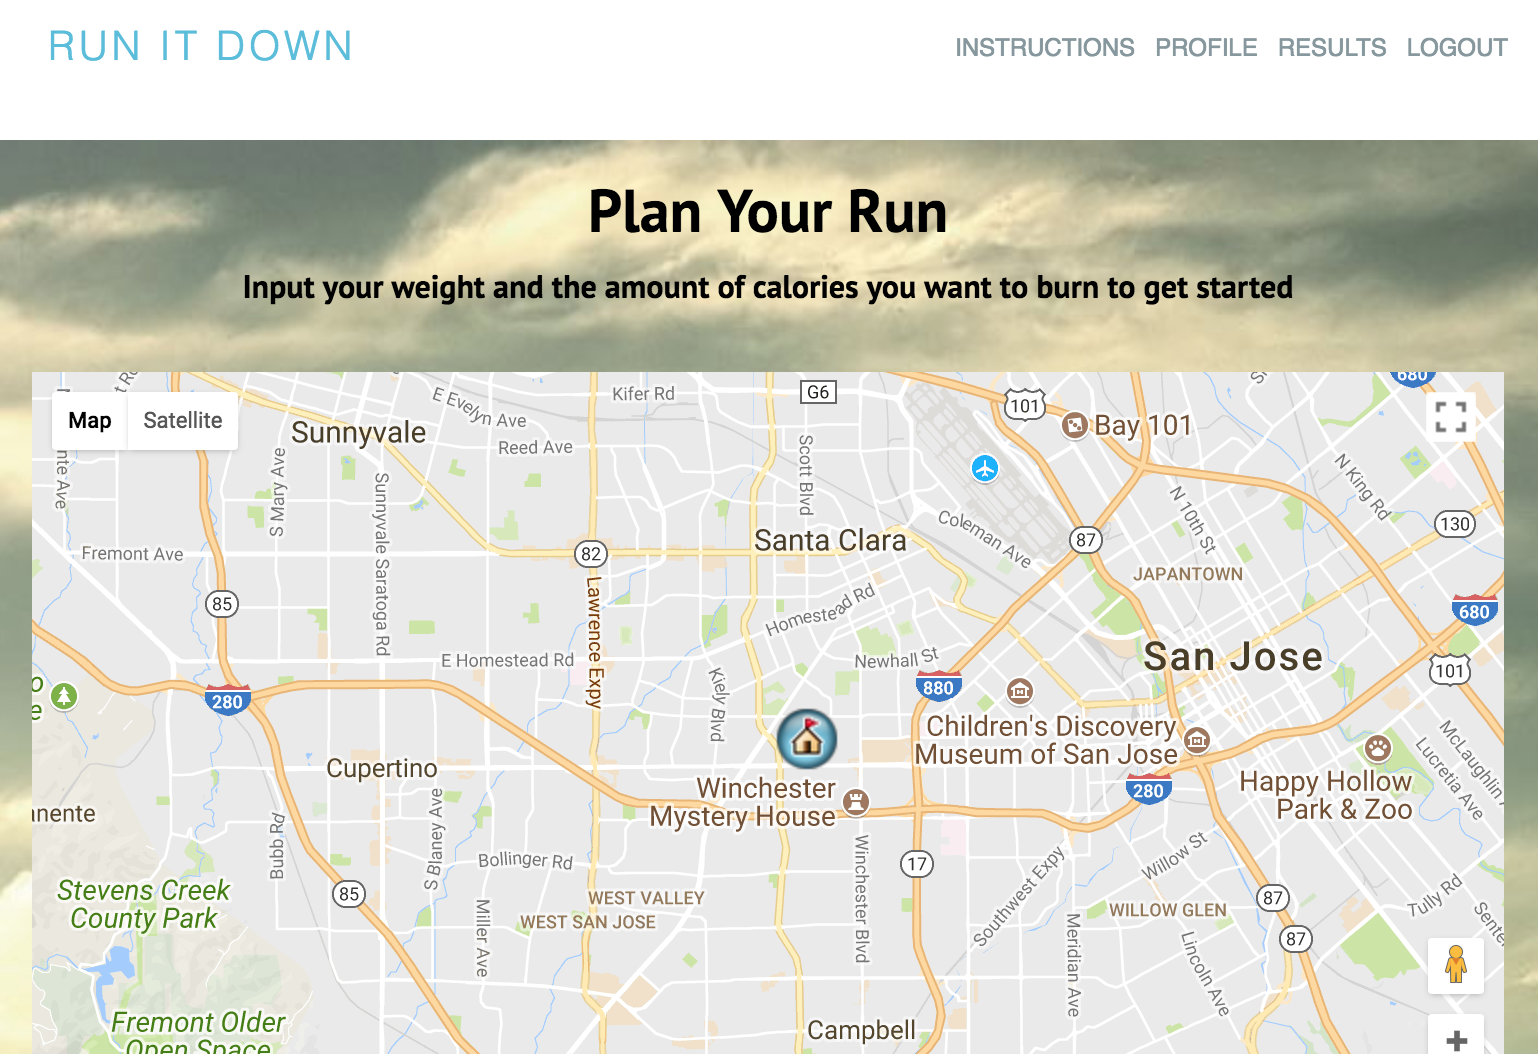 RUN IT DOWN
INSTRUCTIONS PROFILE RESULTS LOGOUT
Plan Your Run
Input your weight and the amount of calories you want to burn to get started
Map Satellite
680
G6
Kifer Rd
E Evelyn Ave
101
Bay 101
Sunnyvale
Reed Ave
Scott Blvd
S Mary Ave
Sunnyvale Saratoga Rd
N King Rd
N 10th St
130
Coleman Ave
Santa Clara
87
Fremont Ave
82
JAPANTOWN
85
Lawrence Expy
Homestead Rd
680
San Jose
E Homestead Rd
Newhall St
101
280
880
Kiely Blvd
Children's Discovery
Museum of San Jose
Cupertino
Winchester
Mystery House
280
Happy Hollow
Park & Zoo
McLaughlin
Lucretia Ave
nente
Bubb Rd
S Blaney Ave
Bollinger Rd
Winchester Blvd
17
Southwest Expy
Willow St
Stevens Creek
County Park
85
WEST VALLEY
WEST SAN JOSE
Miller Ave
WILLOW GLEN
87
Tully Rd
87
Meridian Ave
Lincoln Ave
Fremont Older
Open Space
Campbell